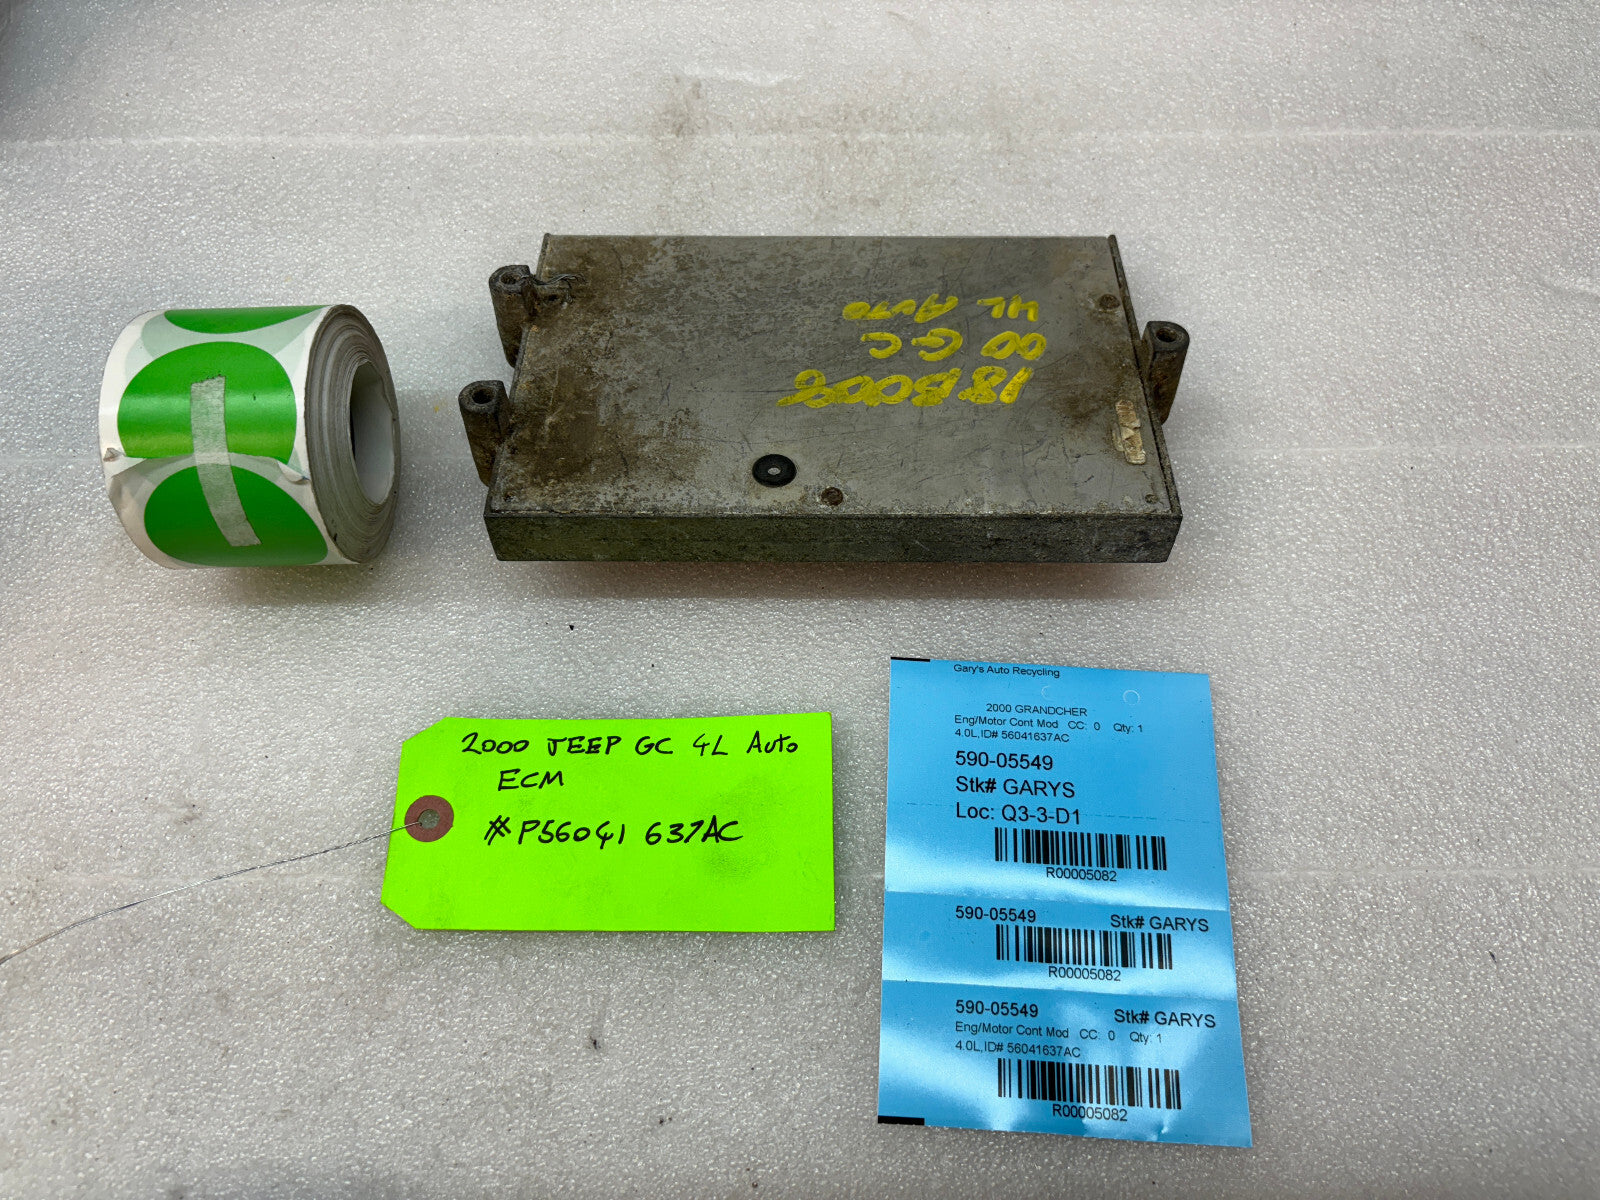 4L AUTO
00 GC
18B008
2000 JEEP GC 4L Auto
ECM
#P56041 637AC
Gary's Auto Recycling
2000 GRANDCHER
Eng/Motor Cont Mod CC: 0 Qty: 1
4.0L,ID# 56041637AC
590-05549
Stk# GARYS
Loc: Q3-3-D1
R00005082
590-05549 Stk# GARYS
R00005082
590-05549 Stk# GARYS
Eng/Motor Cont Mod CC: 0 Qty: 1
4.0L,ID# 56041637AC
R00005082